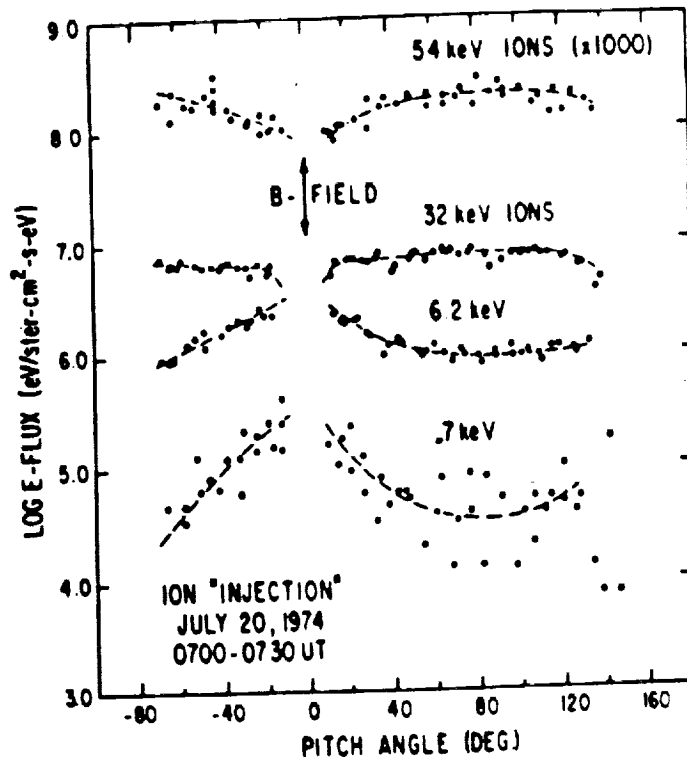 9.0
8.0
7.0
6.0
5.0
4.0
3.0
LOG E-FLUX (eV/ster-cm²-s-eV)
54 keV IONS (x1000)
B- FIELD
32 keV IONS
6.2 keV
.7 keV
ION "INJECTION"
JULY 20, 1974
0700-0730 UT
-80 -40 0 40 80 120 160
PITCH ANGLE (DEG.)